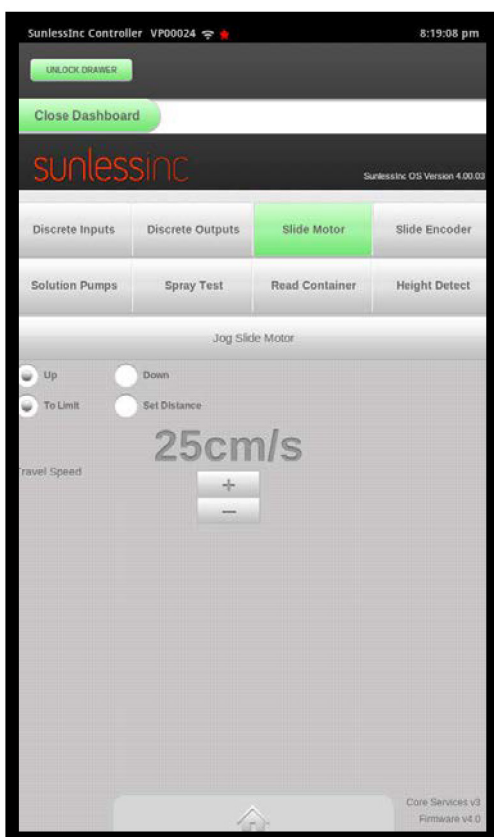 SunlessInc Controller VP00024 8:19:08 pm
UNLOCK DRAWER
Close Dashboard
sunlessinc
SunlessInc OS Version 4.00.03
Discrete Inputs Discrete Outputs Slide Motor Slide Encoder
Solution Pumps Spray Test Read Container Height Detect
Jog Slide Motor
Up Down
To Limit Set Distance
25cm/s
Travel Speed
+
—
Core Services v3
Firmware v4.0